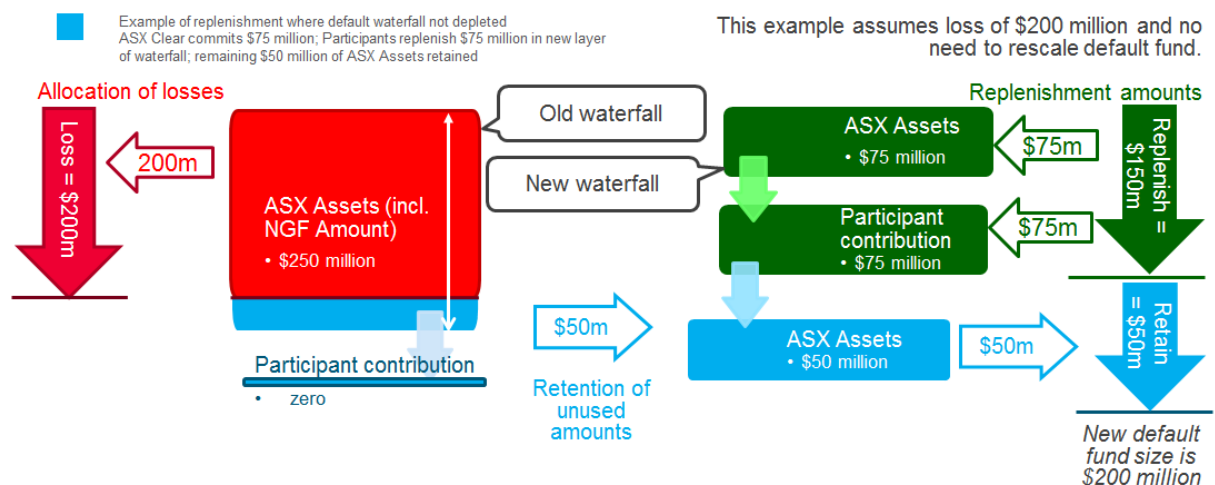 Example of replenishment where default waterfall not depleted
ASX Clear commits $75 million; Participants replenish $75 million in new layer
of waterfall; remaining $50 million of ASX Assets retained
This example assumes loss of $200 million and no
need to rescale default fund.
Allocation of losses
Loss = $200m
200m
ASX Assets (incl.
NGF Amount)
• $250 million
Participant contribution
• zero
Old waterfall
New waterfall
$50m
Retention of
unused
amounts
Replenishment amounts
ASX Assets
• $75 million
$75m
Participant
contribution
• $75 million
$75m
Replenish =
$150m
ASX Assets
• $50 million
$50m
Retain
= $50m
New default
fund size is
$200 million